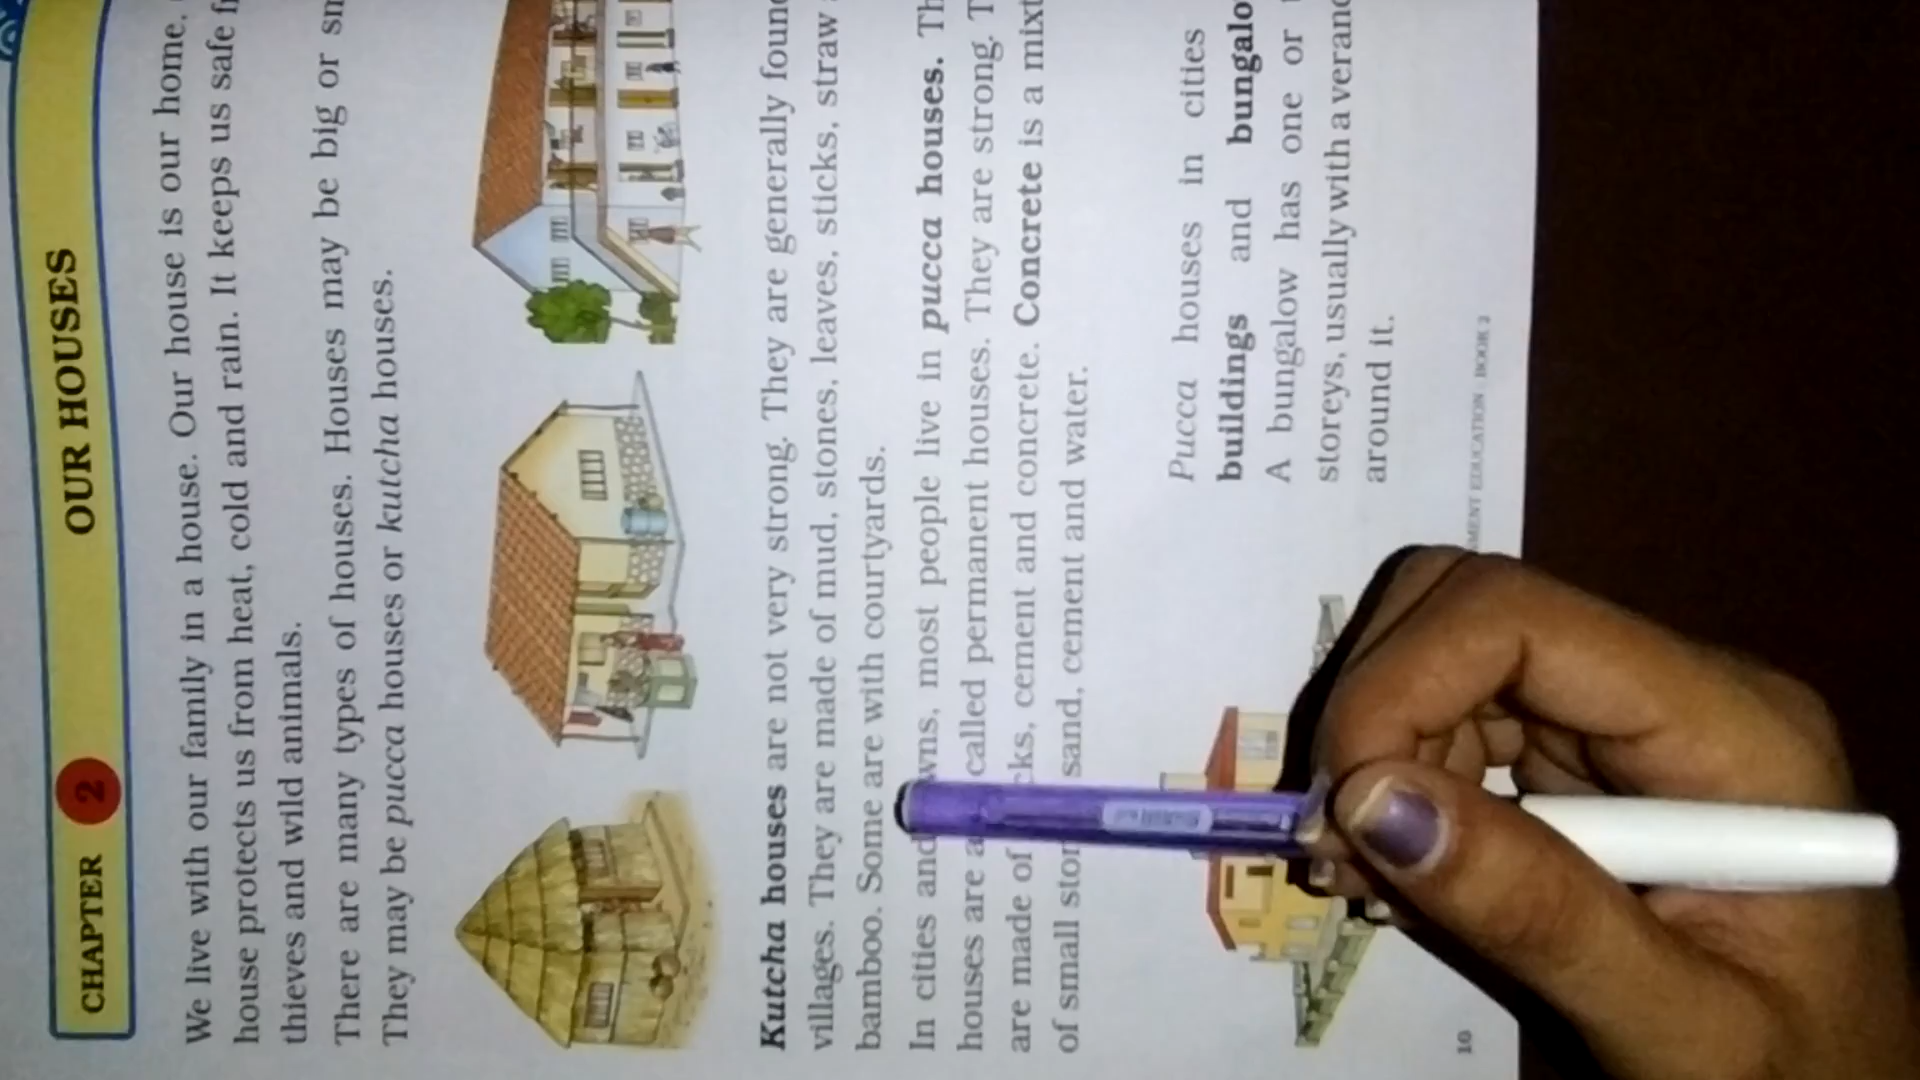 CHAPTER 2 OUR HOUSES
We live with our family in a house. Our house is our home.
house protects us from heat, cold and rain. It keeps us safe
thieves and wild animals.
There are many types of houses. Houses may be big or
They may be pucca houses or kutcha houses.
Kutcha houses are not very strong. They are generally
villages. They are made of mud, stones, leaves, sticks, straw
bamboo. Some are with courtyards.
In cities and most people live in pucca houses.
houses are called permanent houses. They are strong.
are made of cement and concrete. Concrete is a
of small sand, cement and water.
Pucca houses in cities
buildings and
A bungalow has one or
storeys, usually with a
around it.
10 EDUCATION BOOK 2